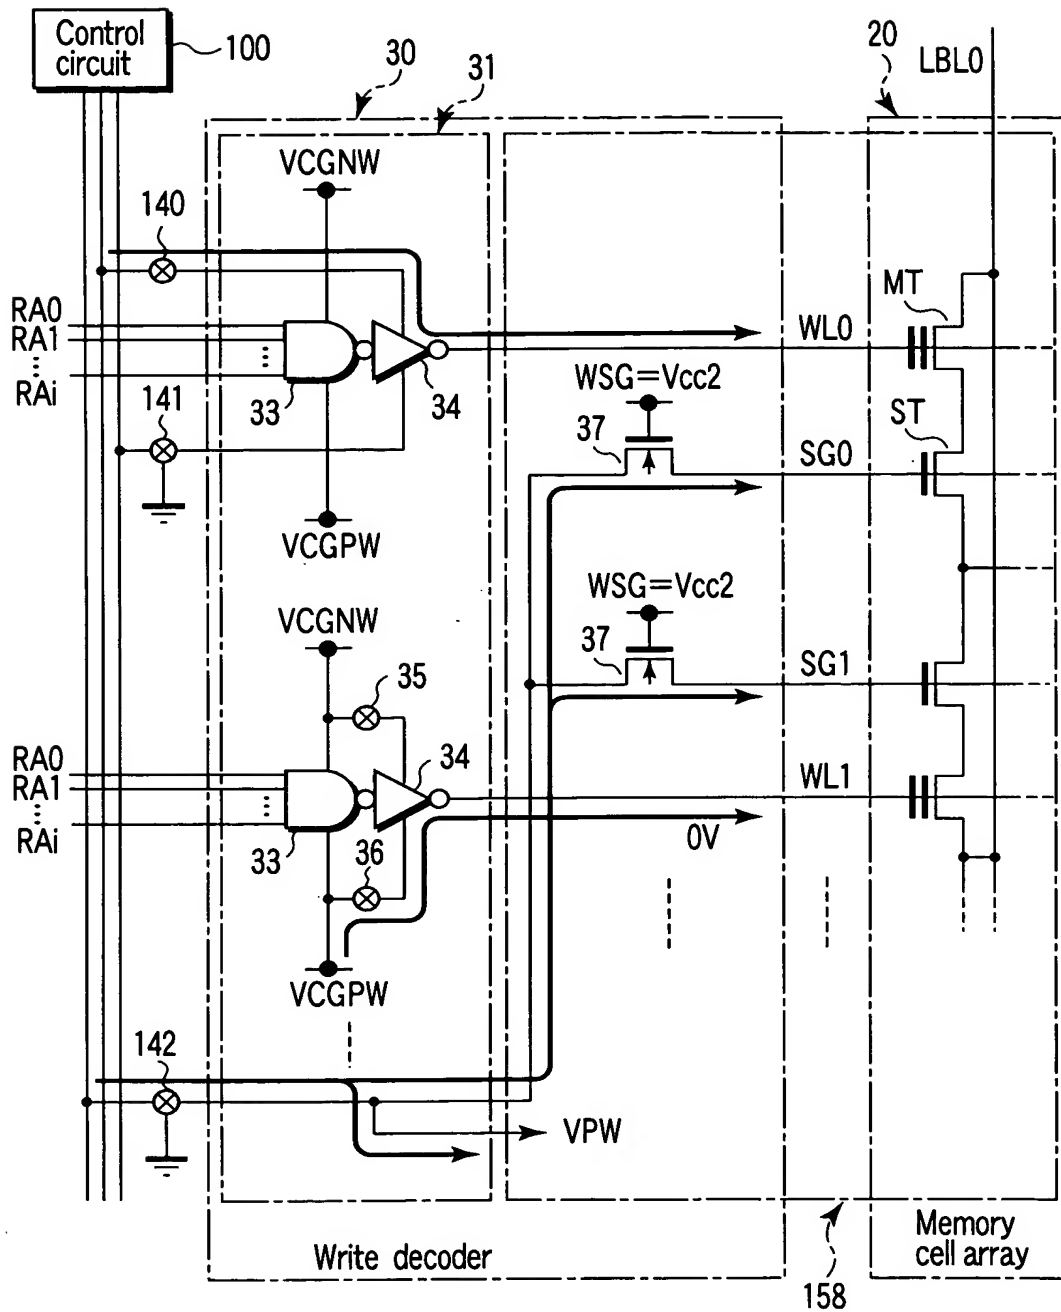 Control
circuit
100
30
31
20
LBL0
VCGNW
140
RA0
RA1
RAi
33
34
WL0
MT
141
WSG=Vcc2
37
SG0
ST
VCGPW
VCGNW
WSG=Vcc2
37
SG1
35
RA0
RA1
RAi
33
34
WL1
0V
36
VCGPW
142
VPW
Write decoder
158
Memory
cell array